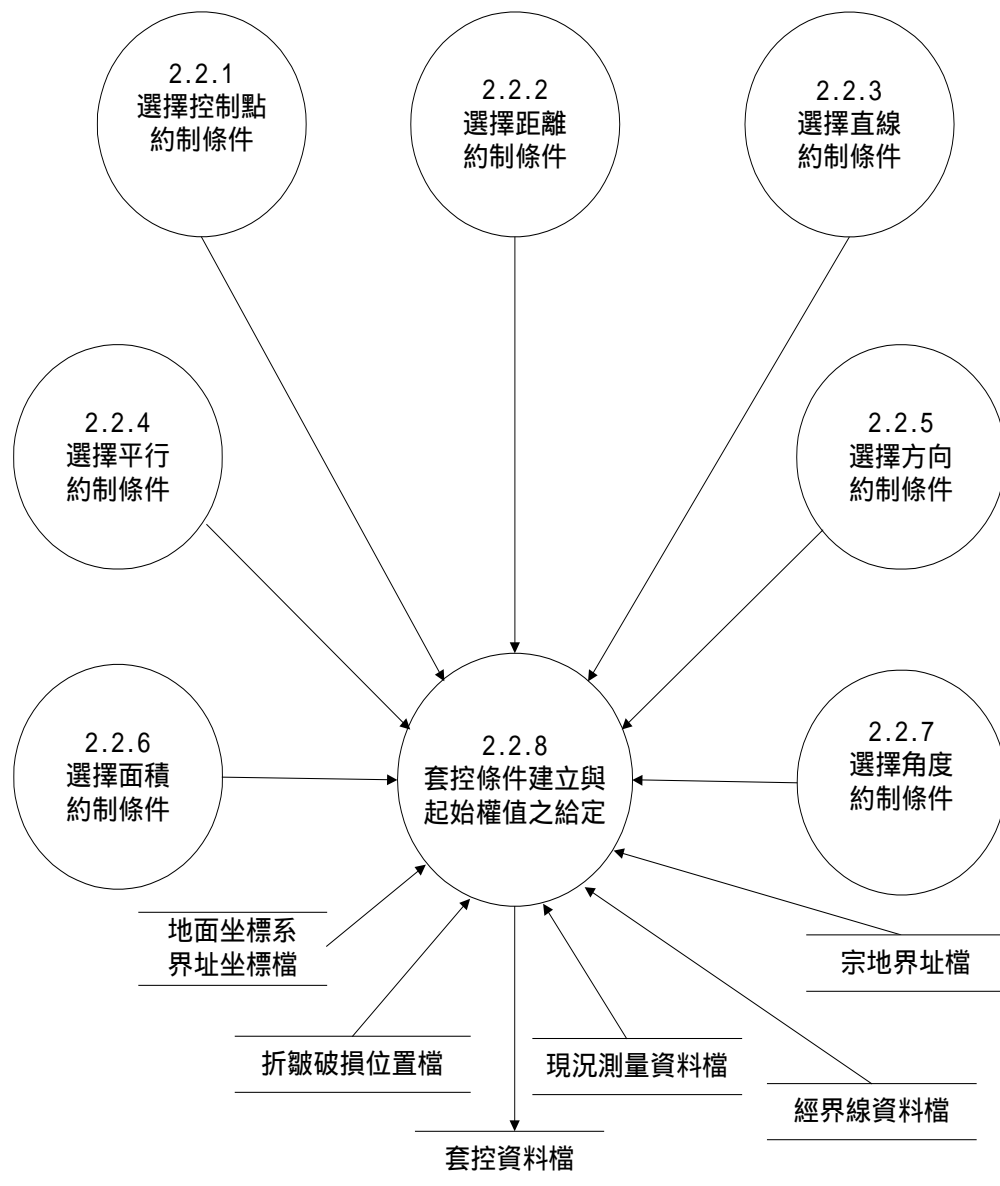 2.2.1
選擇控制點
約制條件
2.2.2
選擇距離
約制條件
2.2.3
選擇直線
約制條件
2.2.4
選擇平行
約制條件
2.2.5
選擇方向
約制條件
2.2.6
選擇面積
約制條件
2.2.8
套控條件建立與
起始權值之給定
2.2.7
選擇角度
約制條件
地面坐標系
界址坐標檔
宗地界址檔
折皺破損位置檔
現況測量資料檔
經界線資料檔
套控資料檔